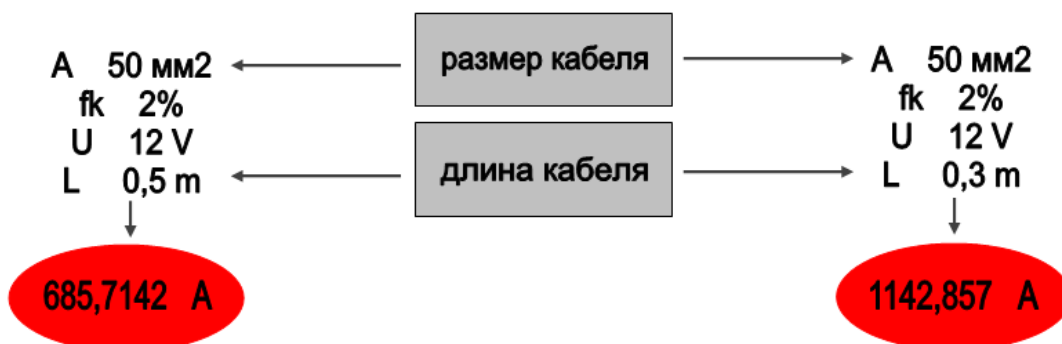 размер кабеля
A 50 мм2
fk 2%
U 12 V
L 0,5 m
685,7142 A
длина кабеля
A 50 мм2
fk 2%
U 12 V
L 0,3 m
1142,857 A